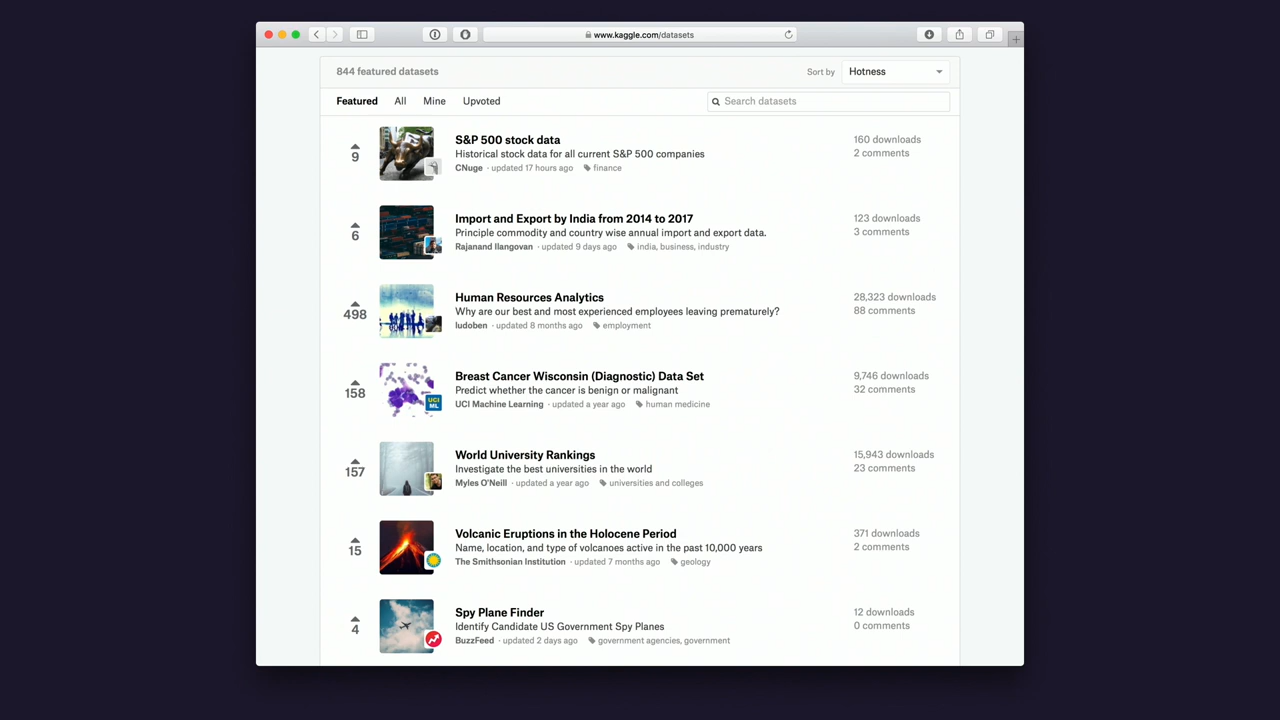 www.kaggle.com/datasets
844 featured datasets
Sort by
Hotness
Featured
All
Mine
Upvoted
Search datasets
9
S&P 500 stock data
Historical stock data for all current S&P 500 companies
CNuge · updated 17 hours ago
finance
160 downloads
2 comments
6
Import and Export by India from 2014 to 2017
Principle commodity and country wise annual import and export data.
Rajanand Ilangovan · updated 9 days ago
india, business, industry
123 downloads
3 comments
498
Human Resources Analytics
Why are our best and most experienced employees leaving prematurely?
ludoben · updated 8 months ago
employment
28,323 downloads
88 comments
158
UCI
ML
Breast Cancer Wisconsin (Diagnostic) Data Set
Predict whether the cancer is benign or malignant
UCI Machine Learning · updated a year ago
human medicine
9,746 downloads
32 comments
157
World University Rankings
Investigate the best universities in the world
Myles O'Neill · updated a year ago
universities and colleges
15,943 downloads
23 comments
15
Volcanic Eruptions in the Holocene Period
Name, location, and type of volcanoes active in the past 10,000 years
The Smithsonian Institution · updated 7 months ago
geology
371 downloads
2 comments
4
Spy Plane Finder
Identify Candidate US Government Spy Planes
BuzzFeed · updated 2 days ago
government agencies, government
12 downloads
0 comments